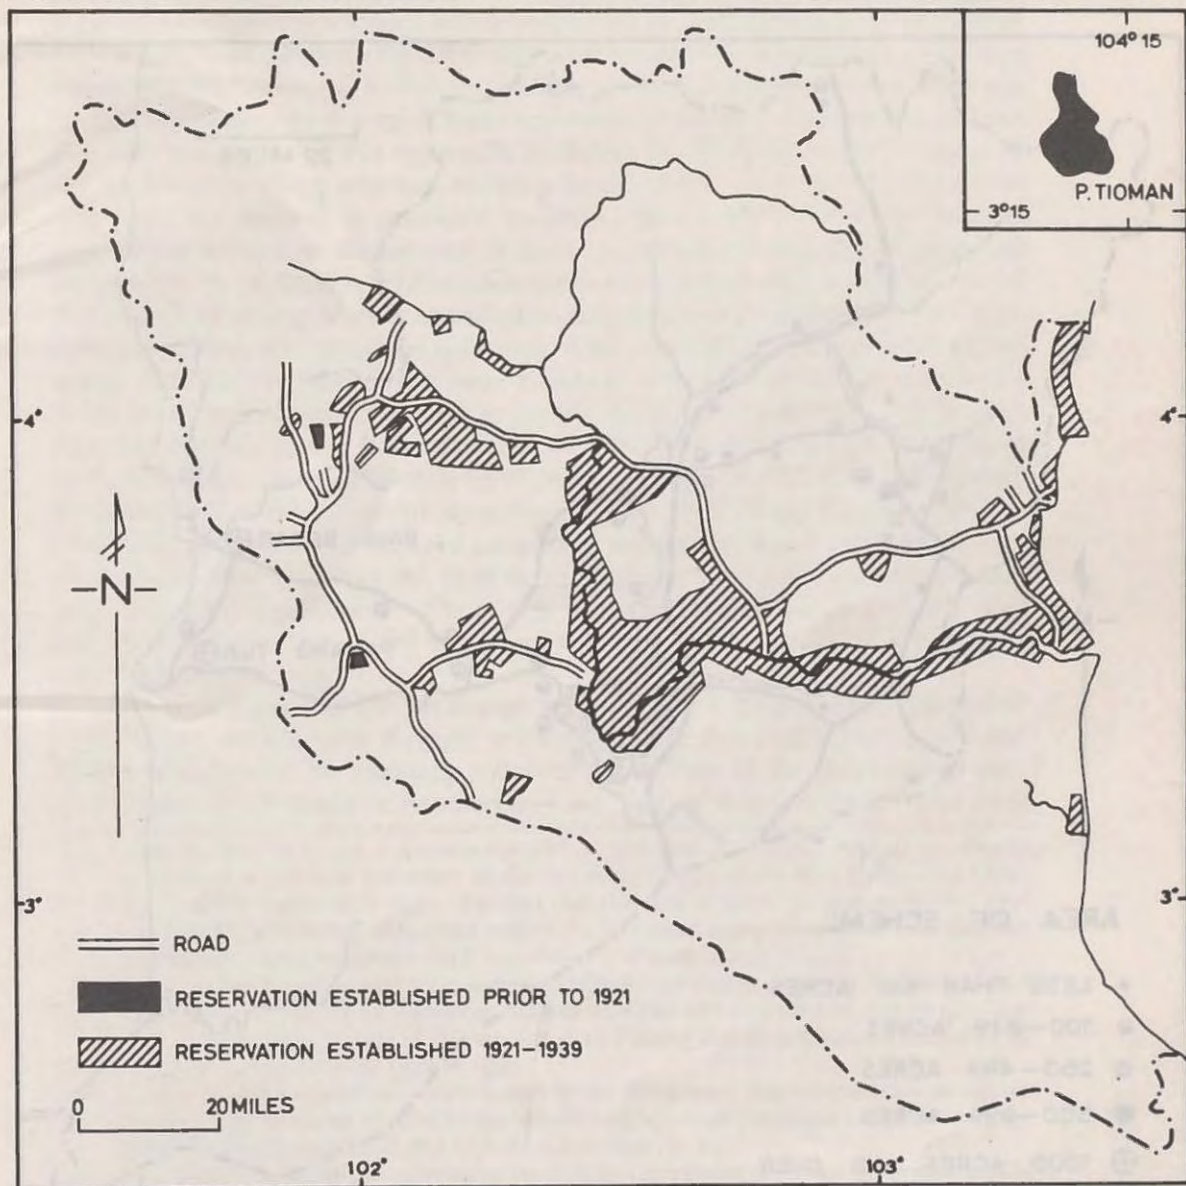 104° 15
P. TIOMAN
3°15
4°
4°
N
3°
3°
ROAD
RESERVATION ESTABLISHED PRIOR TO 1921
RESERVATION ESTABLISHED 1921-1939
0 20 MILES
102°
103°